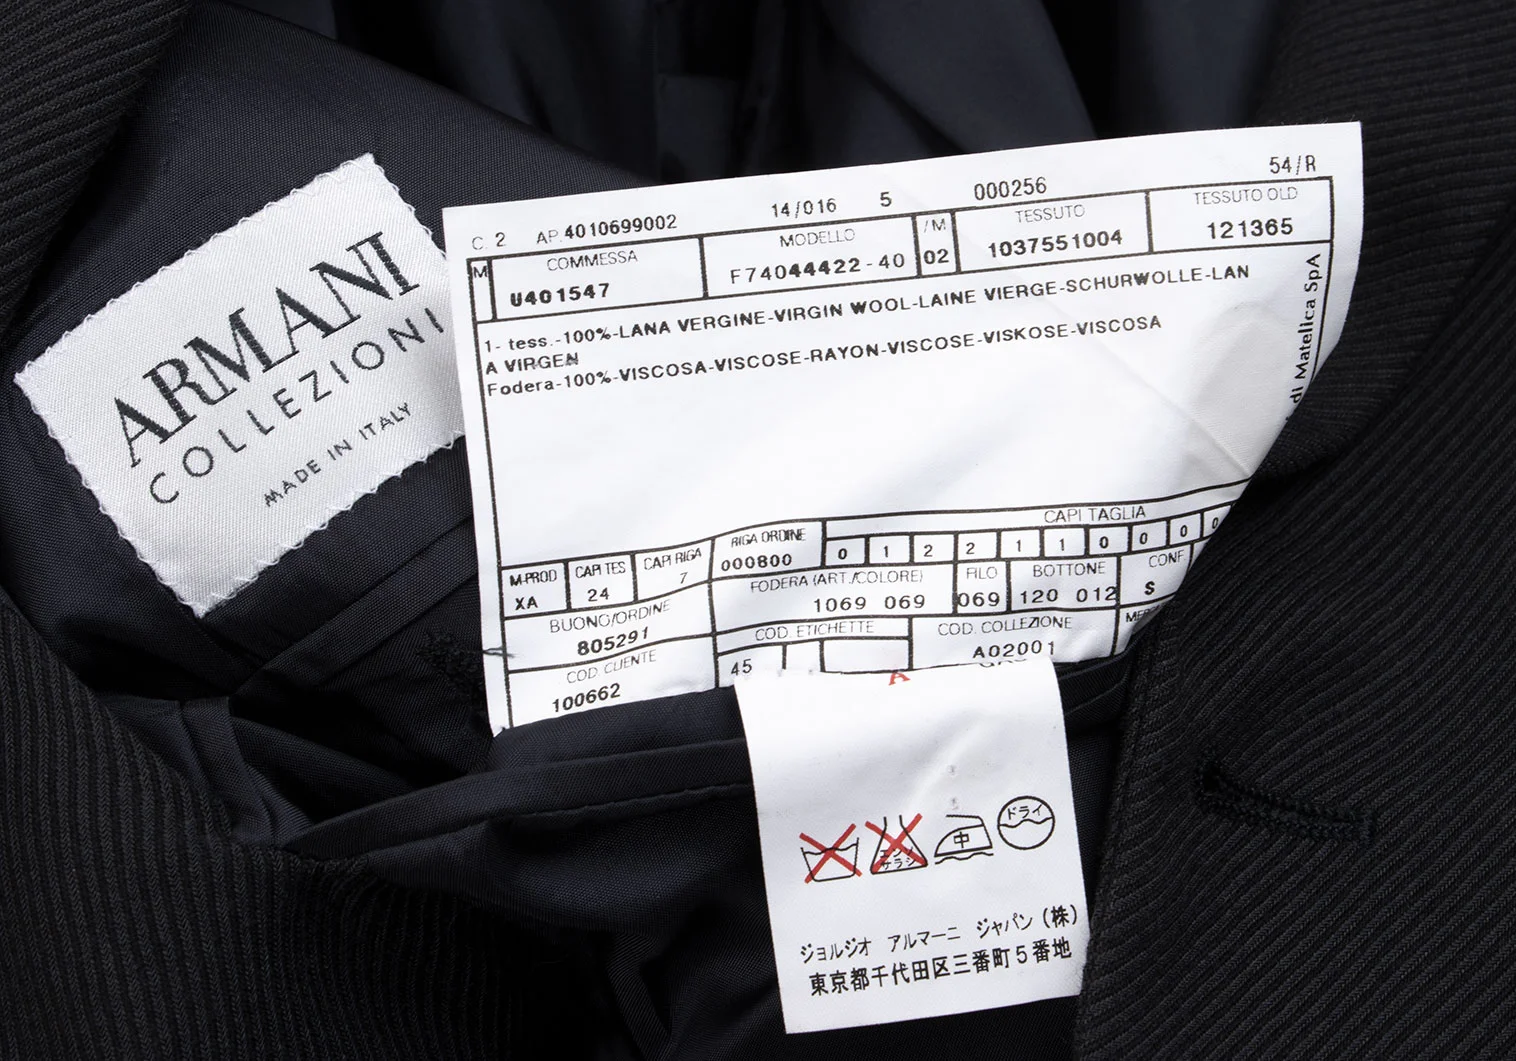 ARMANI
COLLEZIONI
MADE IN ITALY
C. 2 AP. 4010699002 14/016 5 000256 54/R
M COMMESSA MODELLO /M TESSUTO TESSUTO OLD
U401547 F74044422-40 02 1037551004 121365
1- tess.-100%-LANA VERGINE-VIRGIN WOOL-LAINE VIERGE-SCHURWOLLE-LAN
A VIRGEN
Fodera-100%-VISCOSA-VISCOSE-RAYON-VISCOSE-VISKOSE-VISCOSA
di Matelica SpA
CAPI TAGLIA
0 1 2 2 1 1 0 0 0 0
M-PROD CAPI TES CAPI RIGA RIGA ORDINE
XA 24 7 000800
FODERA (ART./COLORE) FILO BOTTONE CONF.
1069 069 069 120 012 S
BUONO/ORDINE COD. ETICHETTE COD. COLLEZIONE
805291 45 A02001
COD. CLIENTE
100662
A
エンソ
サラシ
中
ドライ
ジョルジオ アルマーニ ジャパン(株)
東京都千代田区三番町5番地